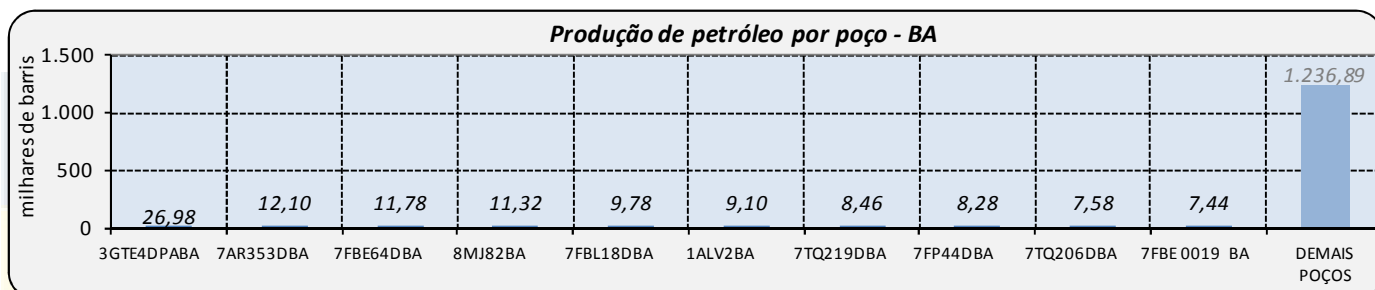 Produção de petróleo por poço - BA
milhares de barris
1.500
1.000
500
0
26,98 12,10 11,78 11,32 9,78 9,10 8,46 8,28 7,58 7,44 1.236,89
3GTE4DPABA 7AR353DBA 7FBE64DBA 8MJ82BA 7FBL18DBA 1ALV2BA 7TQ219DBA 7FP44DBA 7TQ206DBA 7FBE0019 BA DEMAIS
POÇOS